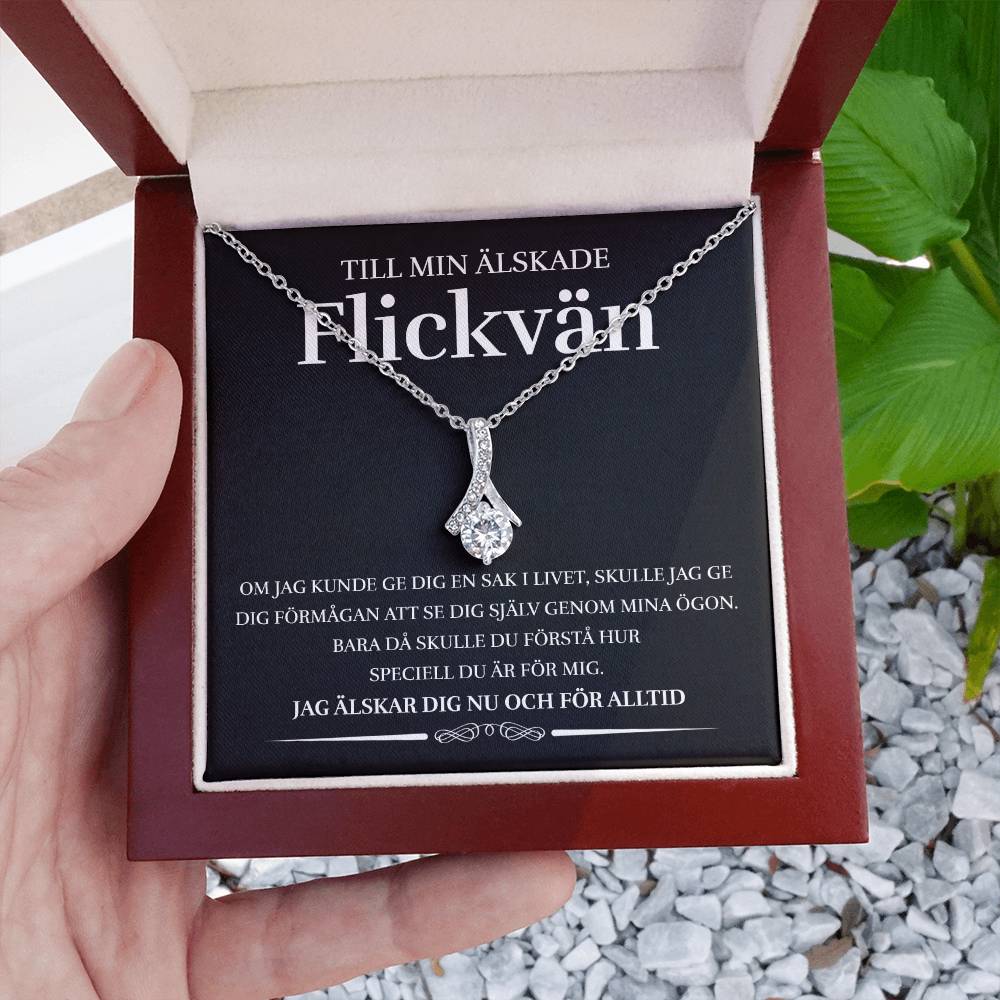 TILL MIN ÄLSKADE
Flickvän
OM JAG KUNDE GE DIG EN SAK I LIVET, SKULLE JAG GE
DIG FÖRMÅGAN ATT SE DIG SJÄLV GENOM MINA ÖGON.
BARA DÅ SKULLE DU FÖRSTÅ HUR
SPECIELL DU ÄR FÖR MIG.
JAG ÄLSKAR DIG NU OCH FÖR ALLTID